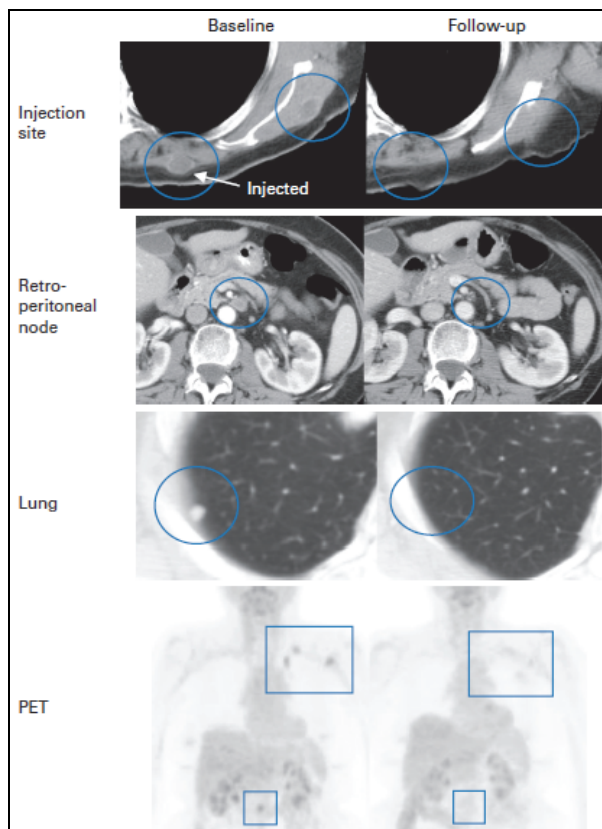 Baseline Follow-up
Injection
site
Injected
Retro-
peritoneal
node
Lung
PET